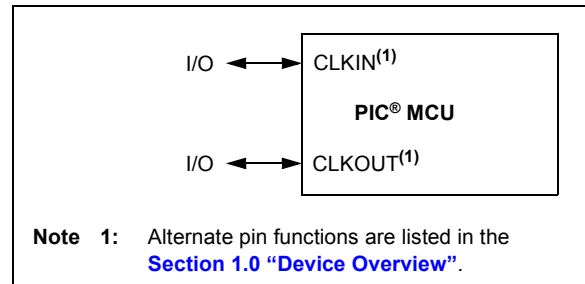 I/O CLKIN(1)
PIC® MCU
I/O CLKOUT(1)
Note 1: Alternate pin functions are listed in the
Section 1.0 “Device Overview”.